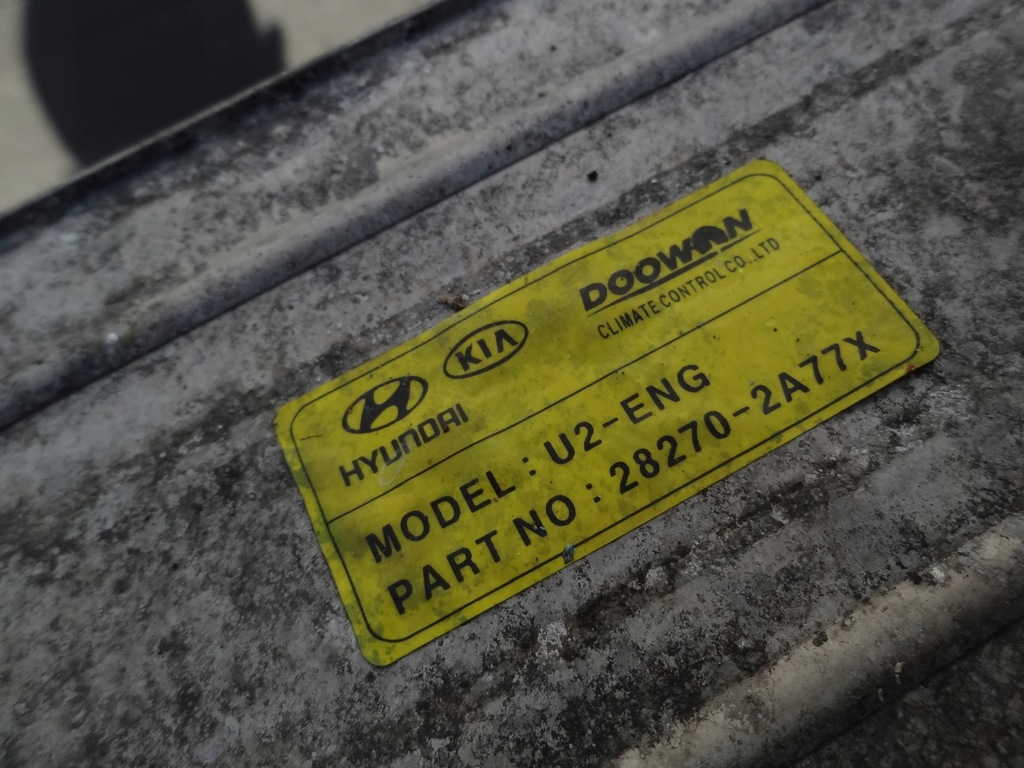 HYUNDAI
KIA
DOOWON
CLIMATE CONTROL CO.,LTD
MODEL : U2-ENG
PART NO : 28270-2A77X